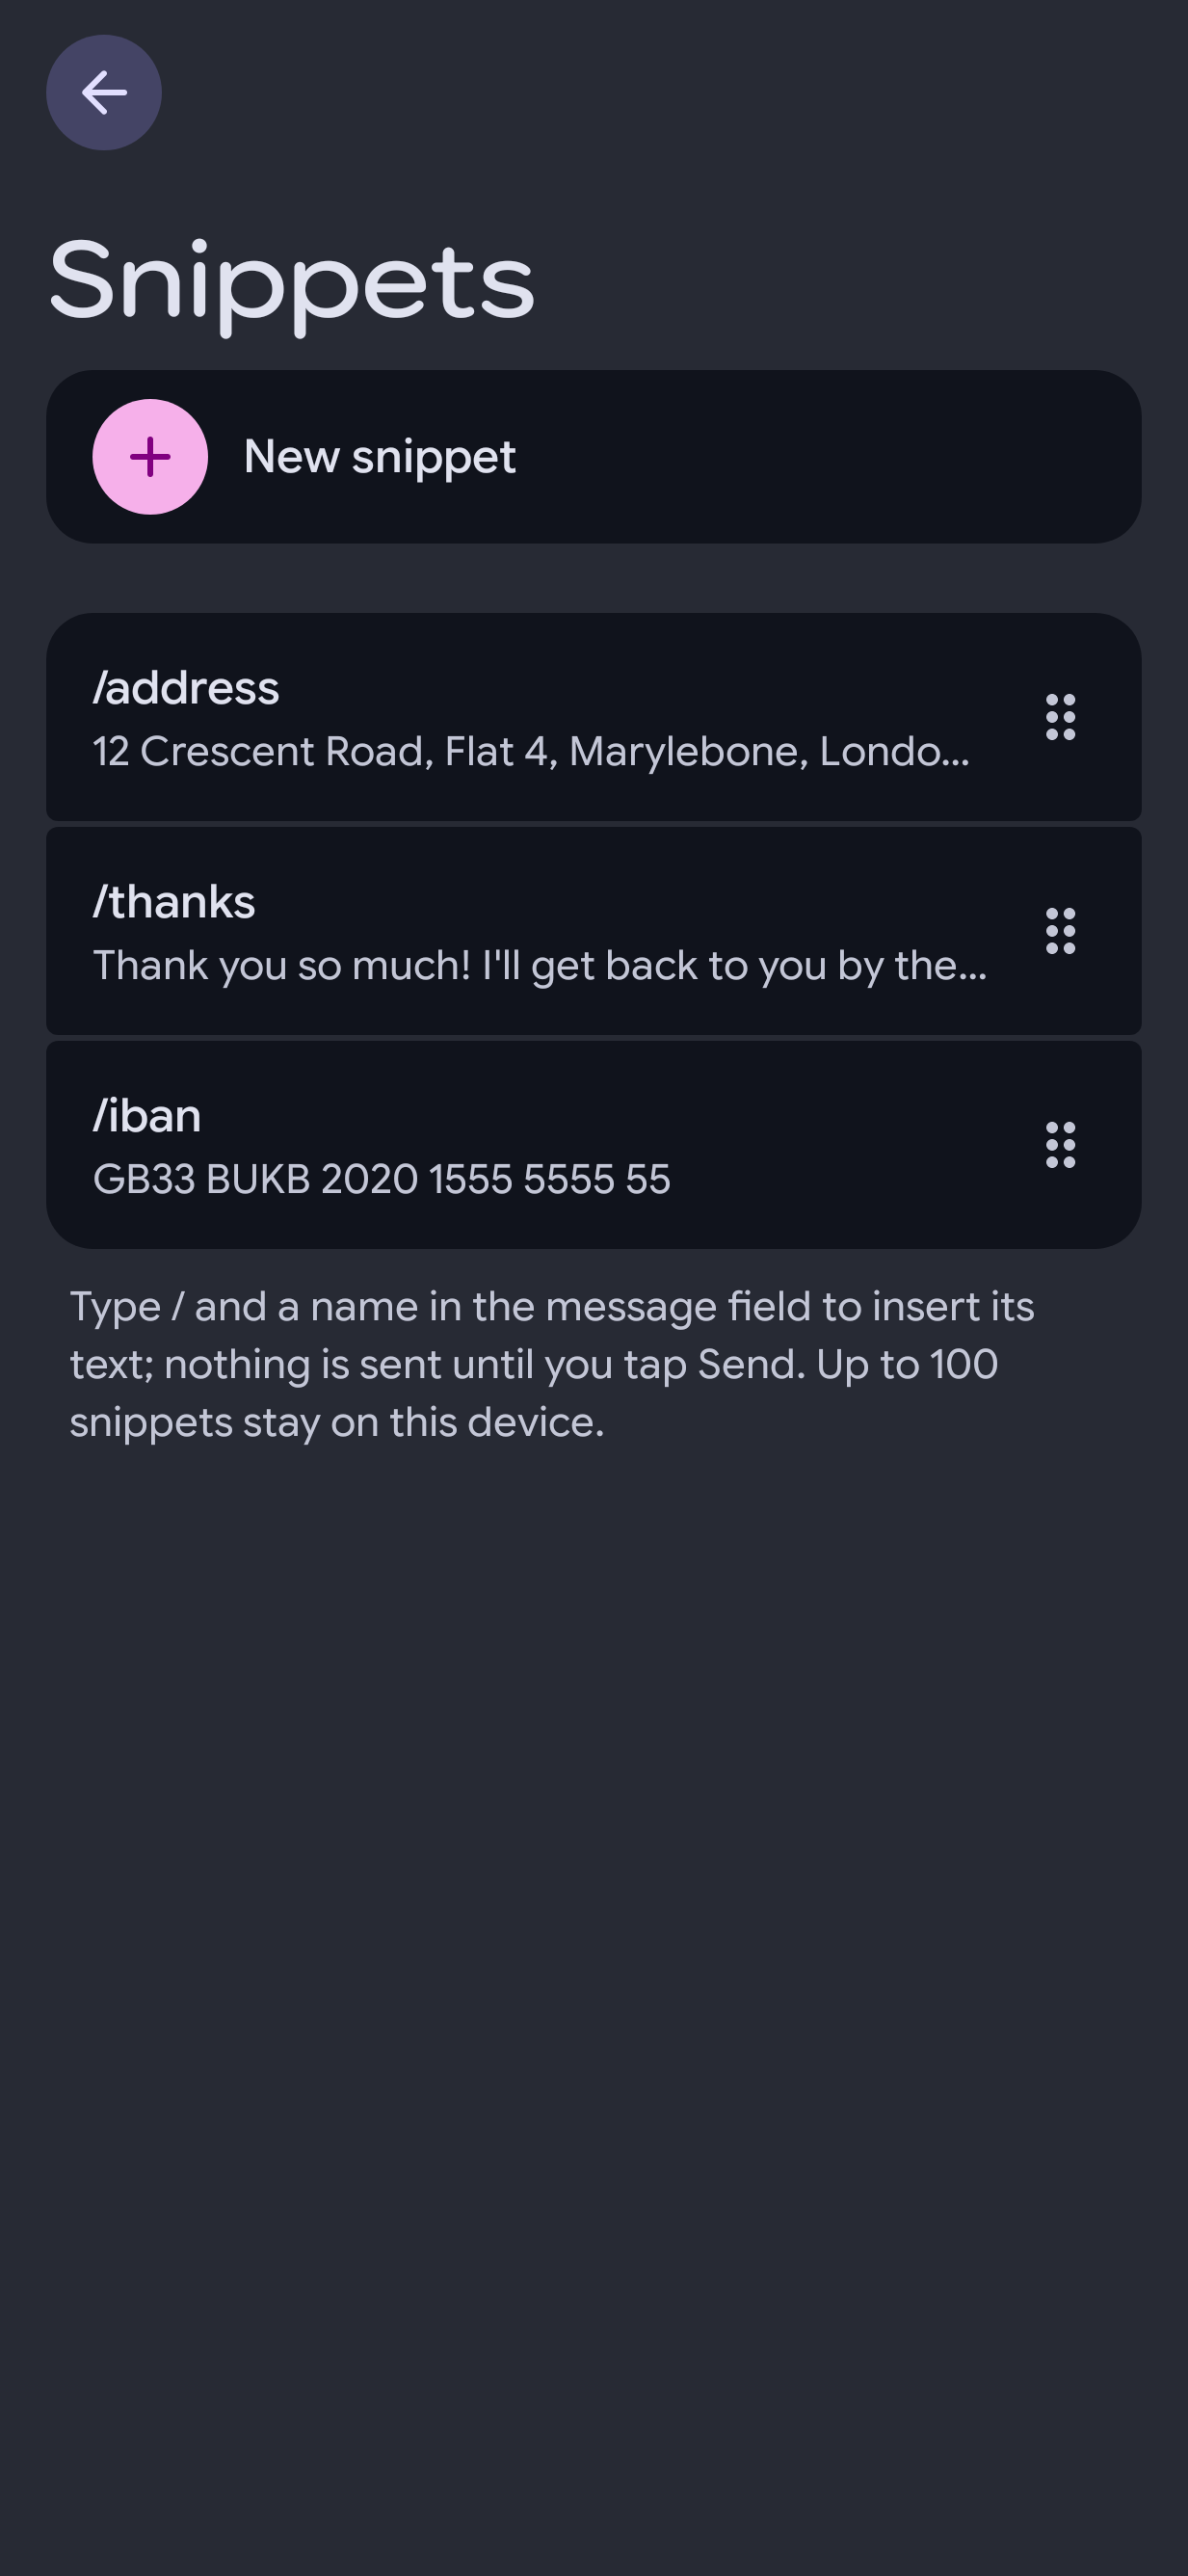 Snippets
New snippet
/address
12 Crescent Road, Flat 4, Marylebone, Londo...
/thanks
Thank you so much! I'll get back to you by the...
/iban
GB33 BUKB 2020 1555 5555 55
Type / and a name in the message field to insert its
text; nothing is sent until you tap Send. Up to 100
snippets stay on this device.